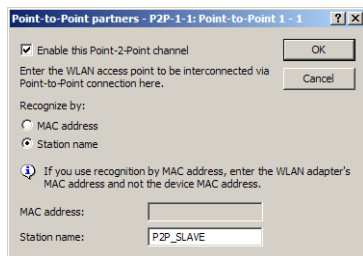 Point-to-Point partners - P2P-1-1: Point-to-Point 1 - 1
Enable this Point-2-Point channel
OK
Enter the WLAN access point to be interconnected via
Point-to-Point connection here.
Cancel
Recognize by:
MAC address
Station name
If you use recognition by MAC address, enter the WLAN adapter's
MAC address and not the device MAC address.
MAC address:
Station name:
P2P_SLAVE